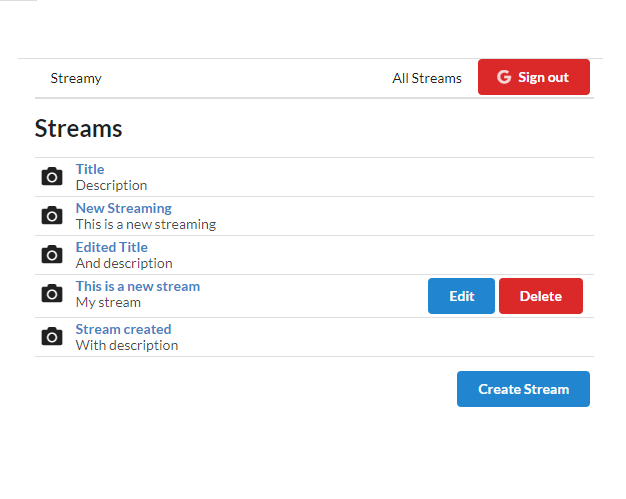 Streamy All Streams Sign out
Streams
Title
Description
New Streaming
This is a new streaming
Edited Title
And description
This is a new stream
My stream
Edit Delete
Stream created
With description
Create Stream